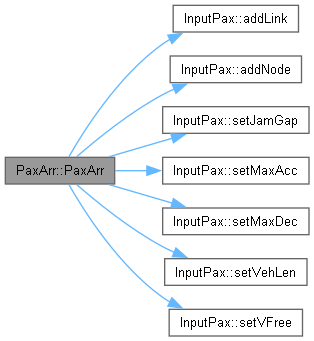 InputPax::addLink
InputPax::addNode
InputPax::setJamGap
PaxArr::PaxArr
InputPax::setMaxAcc
InputPax::setMaxDec
InputPax::setVehLen
InputPax::setVFree